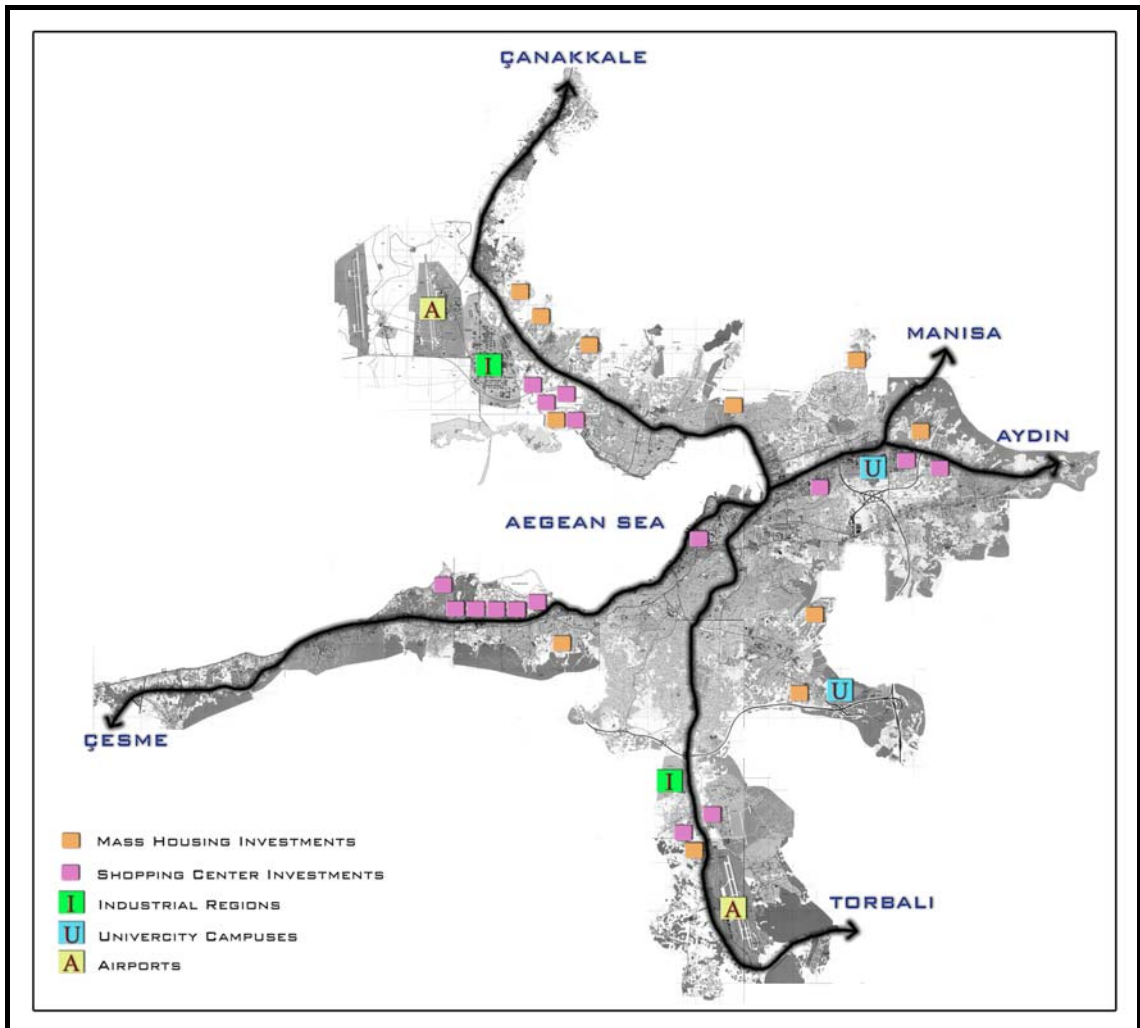 ÇANAKKALE
MANISA
A
I
AYDIN
U
AEGEAN SEA
U
ÇESME
I
MASS HOUSING INVESTMENTS
SHOPPING CENTER INVESTMENTS
I INDUSTRIAL REGIONS
U UNIVERCITY CAMPUSES
A AIRPORTS
A
TORBALI